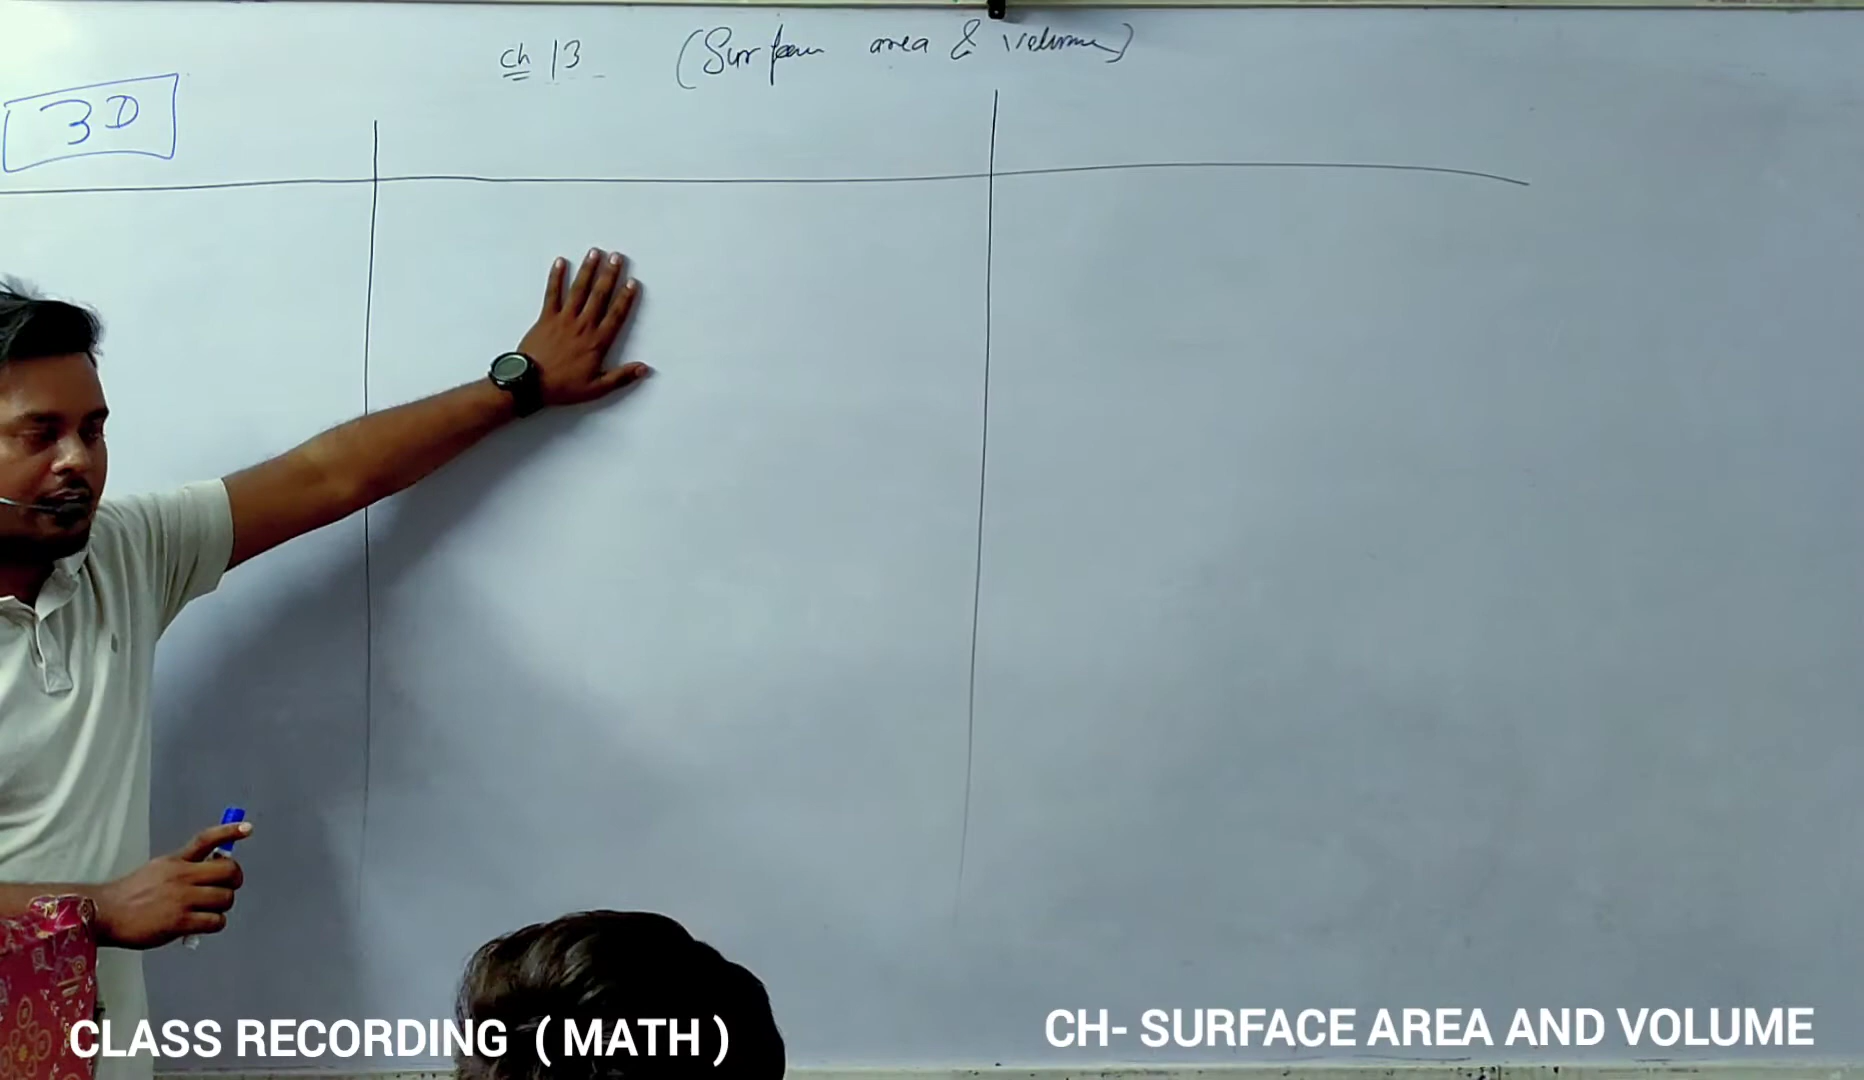 ch 13 (Surface area & Volume)
3D
CLASS RECORDING ( MATH )
CH- SURFACE AREA AND VOLUME